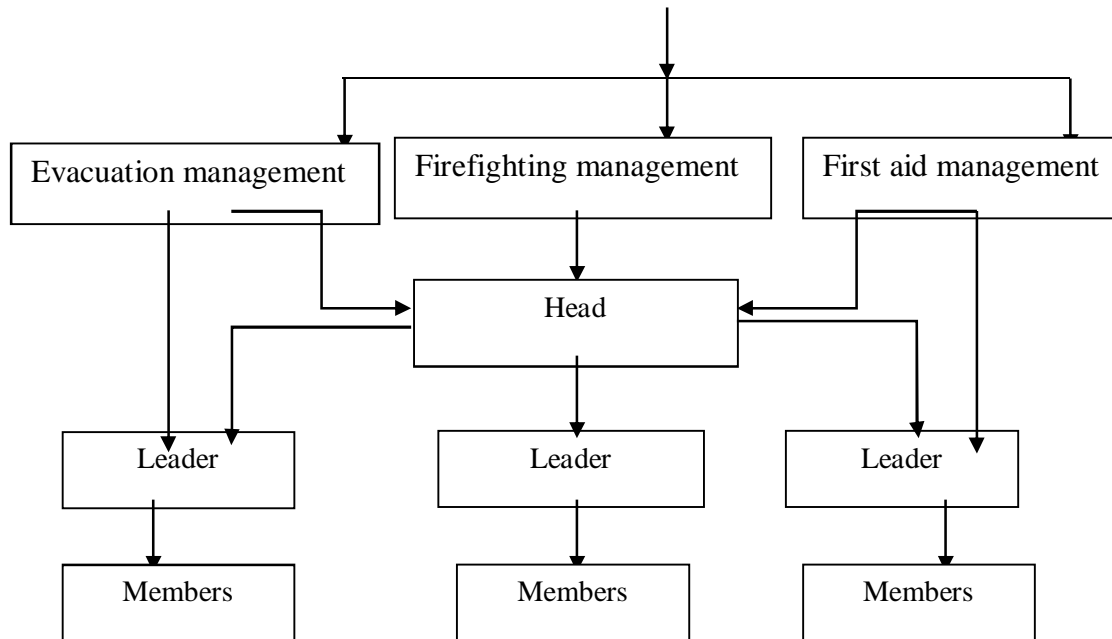 Evacuation management
Firefighting management
First aid management
Head
Leader
Leader
Leader
Members
Members
Members